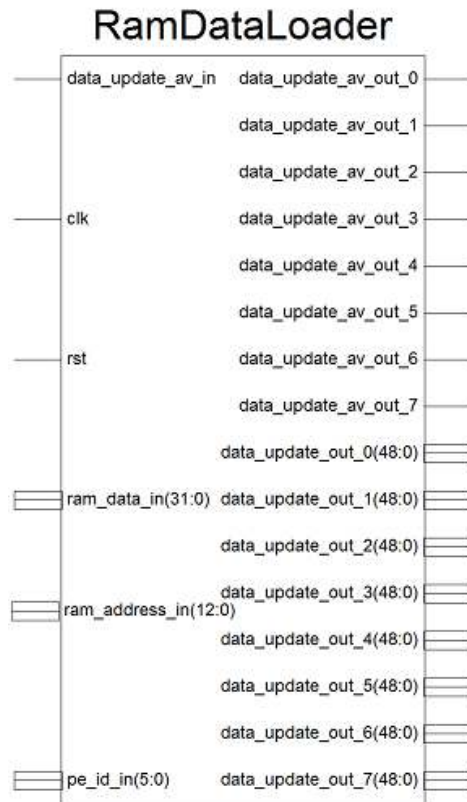 RamDataLoader
data_update_av_in data_update_av_out_0
data_update_av_out_1
data_update_av_out_2
clk data_update_av_out_3
data_update_av_out_4
data_update_av_out_5
rst data_update_av_out_6
data_update_av_out_7
data_update_out_0(48:0)
ram_data_in(31:0) data_update_out_1(48:0)
data_update_out_2(48:0)
data_update_out_3(48:0)
ram_address_in(12:0)
data_update_out_4(48:0)
data_update_out_5(48:0)
data_update_out_6(48:0)
pe_id_in(5:0) data_update_out_7(48:0)